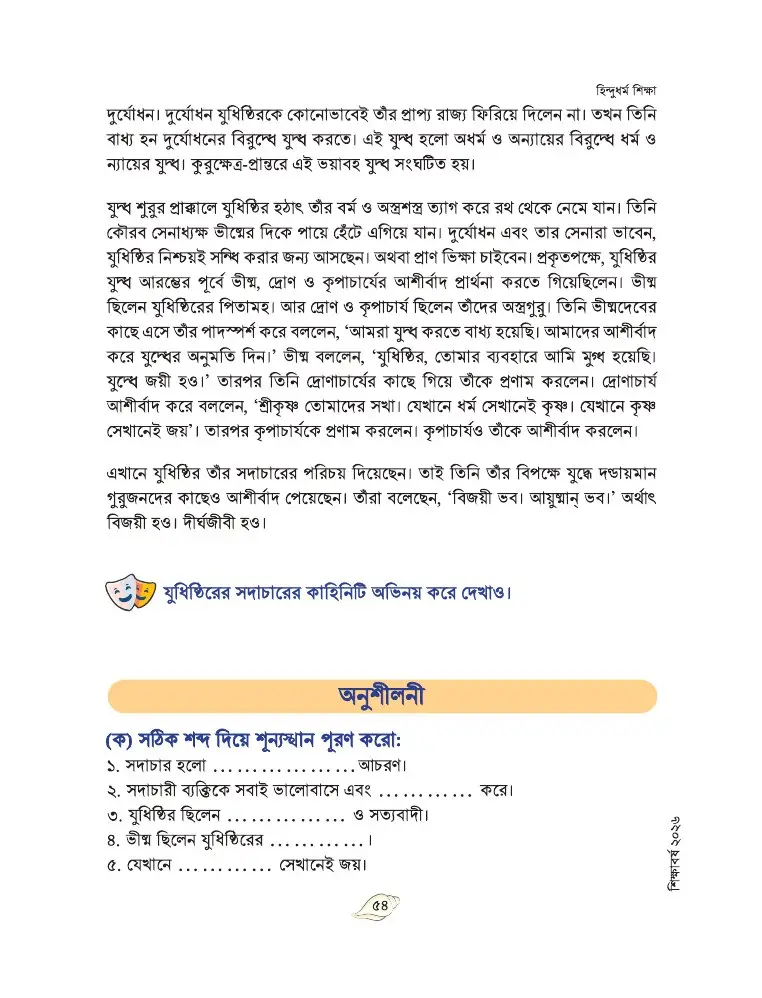 হিন্দুধর্ম শিক্ষা
দুর্যোধন। দুর্যোধন যুধিষ্ঠিরকে কোনোভাবেই তাঁর প্রাপ্য রাজ্য ফিরিয়ে দিলেন না। তখন তিনি
বাধ্য হন দুর্যোধনের বিরুদ্ধে যুদ্ধ করতে। এই যুদ্ধ হলো অধর্ম ও অন্যায়ের বিরুদ্ধে ধর্ম ও
ন্যায়ের যুদ্ধ। কুরুক্ষেত্র-প্রান্তরে এই ভয়াবহ যুদ্ধ সংঘটিত হয়।
যুদ্ধ শুরুর প্রাক্কালে যুধিষ্ঠির হঠাৎ তাঁর বর্ম ও অস্ত্রশস্ত্র ত্যাগ করে রথ থেকে নেমে যান। তিনি
কৌরব সেনাধ্যক্ষ ভীষ্মের দিকে পায়ে হেঁটে এগিয়ে যান। দুর্যোধন এবং তার সেনারা ভাবেন,
যুধিষ্ঠির নিশ্চয়ই সন্ধি করার জন্য আসছেন। অথবা প্রাণ ভিক্ষা চাইবেন। প্রকৃতপক্ষে, যুধিষ্ঠির
যুদ্ধ আরম্ভের পূর্বে ভীষ্ম, দ্রোণ ও কৃপাচার্যের আশীর্বাদ প্রার্থনা করতে গিয়েছিলেন। ভীষ্ম
ছিলেন যুধিষ্ঠিরের পিতামহ। আর দ্রোণ ও কৃপাচার্য ছিলেন তাঁদের অস্ত্রগুরু। তিনি ভীষ্মদেবের
কাছে এসে তাঁর পাদস্পর্শ করে বললেন, ‘আমরা যুদ্ধ করতে বাধ্য হয়েছি। আমাদের আশীর্বাদ
করে যুদ্ধের অনুমতি দিন।’ ভীষ্ম বললেন, ‘যুধিষ্ঠির, তোমার ব্যবহারে আমি মুগ্ধ হয়েছি।
যুদ্ধে জয়ী হও।’ তারপর তিনি দ্রোণাচার্যের কাছে গিয়ে তাঁকে প্রণাম করলেন। দ্রোণাচার্য
আশীর্বাদ করে বললেন, ‘শ্রীকৃষ্ণ তোমাদের সখা। যেখানে ধর্ম সেখানেই কৃষ্ণ। যেখানে কৃষ্ণ
সেখানেই জয়’। তারপর কৃপাচার্যকে প্রণাম করলেন। কৃপাচার্যও তাঁকে আশীর্বাদ করলেন।
এখানে যুধিষ্ঠির তাঁর সদাচারের পরিচয় দিয়েছেন। তাই তিনি তাঁর বিপক্ষে যুদ্ধে দন্ডায়মান
গুরুজনদের কাছেও আশীর্বাদ পেয়েছেন। তাঁরা বলেছেন, ‘বিজয়ী ভব। আয়ুষ্মান্ ভব।’ অর্থাৎ
বিজয়ী হও। দীর্ঘজীবী হও।
যুধিষ্ঠিরের সদাচারের কাহিনিটি অভিনয় করে দেখাও।
অনুশীলনী
(ক) সঠিক শব্দ দিয়ে শূন্যস্থান পূরণ করো:
১. সদাচার হলো ...................আচরণ।
২. সদাচারী ব্যক্তিকে সবাই ভালোবাসে এবং ............ করে।
৩. যুধিষ্ঠির ছিলেন ............... ও সত্যবাদী।
৪. ভীষ্ম ছিলেন যুধিষ্ঠিরের ............।
৫. যেখানে ............ সেখানেই জয়।
৫৪
শিক্ষাবর্ষ ২০২৬